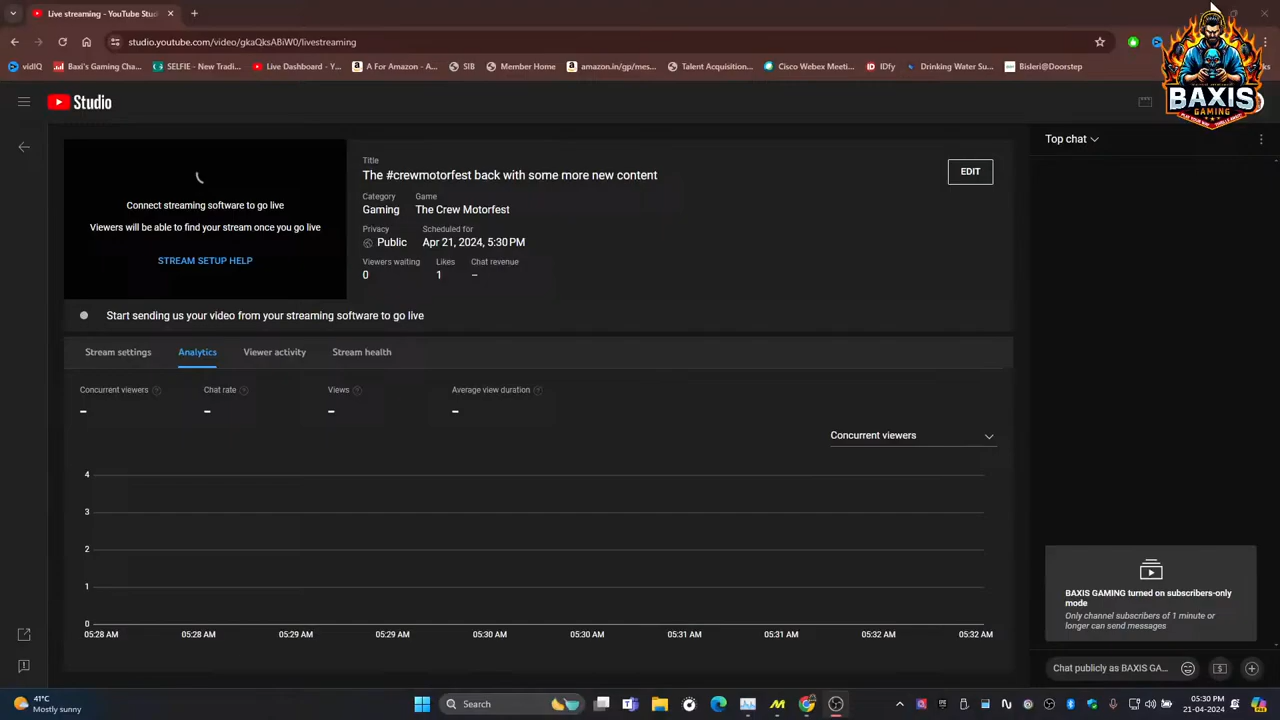 Live streaming - YouTube Stu
studio.youtube.com/video/gkaQksABiW0/livestreaming
vidIQ
Baxi's Gaming Cha...
SELFIE - New Tradi...
Live Dashboard - Y...
A For Amazon - A...
SIB
Member Home
amazon.in/gp/mes...
Talent Acquisition...
Cisco Webex Meeti...
IDfy
Drinking Water Su...
Bisleri@Doorstep
BAXIS
GAMING
Studio
Top chat
Connect streaming software to go live
Viewers will be able to find your stream once you go live
STREAM SETUP HELP
Title
The #crewmotorfest back with some more new content
EDIT
Category Game
Gaming The Crew Motorfest
Privacy Scheduled for
Public Apr 21, 2024, 5:30 PM
Viewers waiting Likes Chat revenue
0 1 –
Start sending us your video from your streaming software to go live
Stream settings Analytics Viewer activity Stream health
Concurrent viewers Chat rate Views Average view duration
– – – –
Concurrent viewers
4
3
2
1
0
05:28 AM 05:28 AM 05:29 AM 05:29 AM 05:30 AM 05:30 AM 05:31 AM 05:31 AM 05:32 AM 05:32 AM
BAXIS GAMING turned on subscribers-only
mode
Only channel subscribers of 1 minute or
longer can send messages
Chat publicly as BAXIS GA...
41°C
Mostly sunny
Search
05:30 PM
21-04-2024